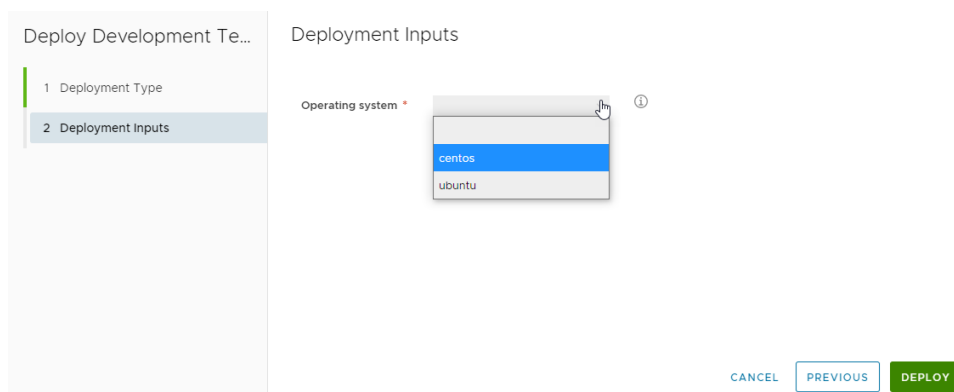 Deploy Development Te...
1 Deployment Type
2 Deployment Inputs
Deployment Inputs
Operating system *
centos
ubuntu
CANCEL
PREVIOUS
DEPLOY